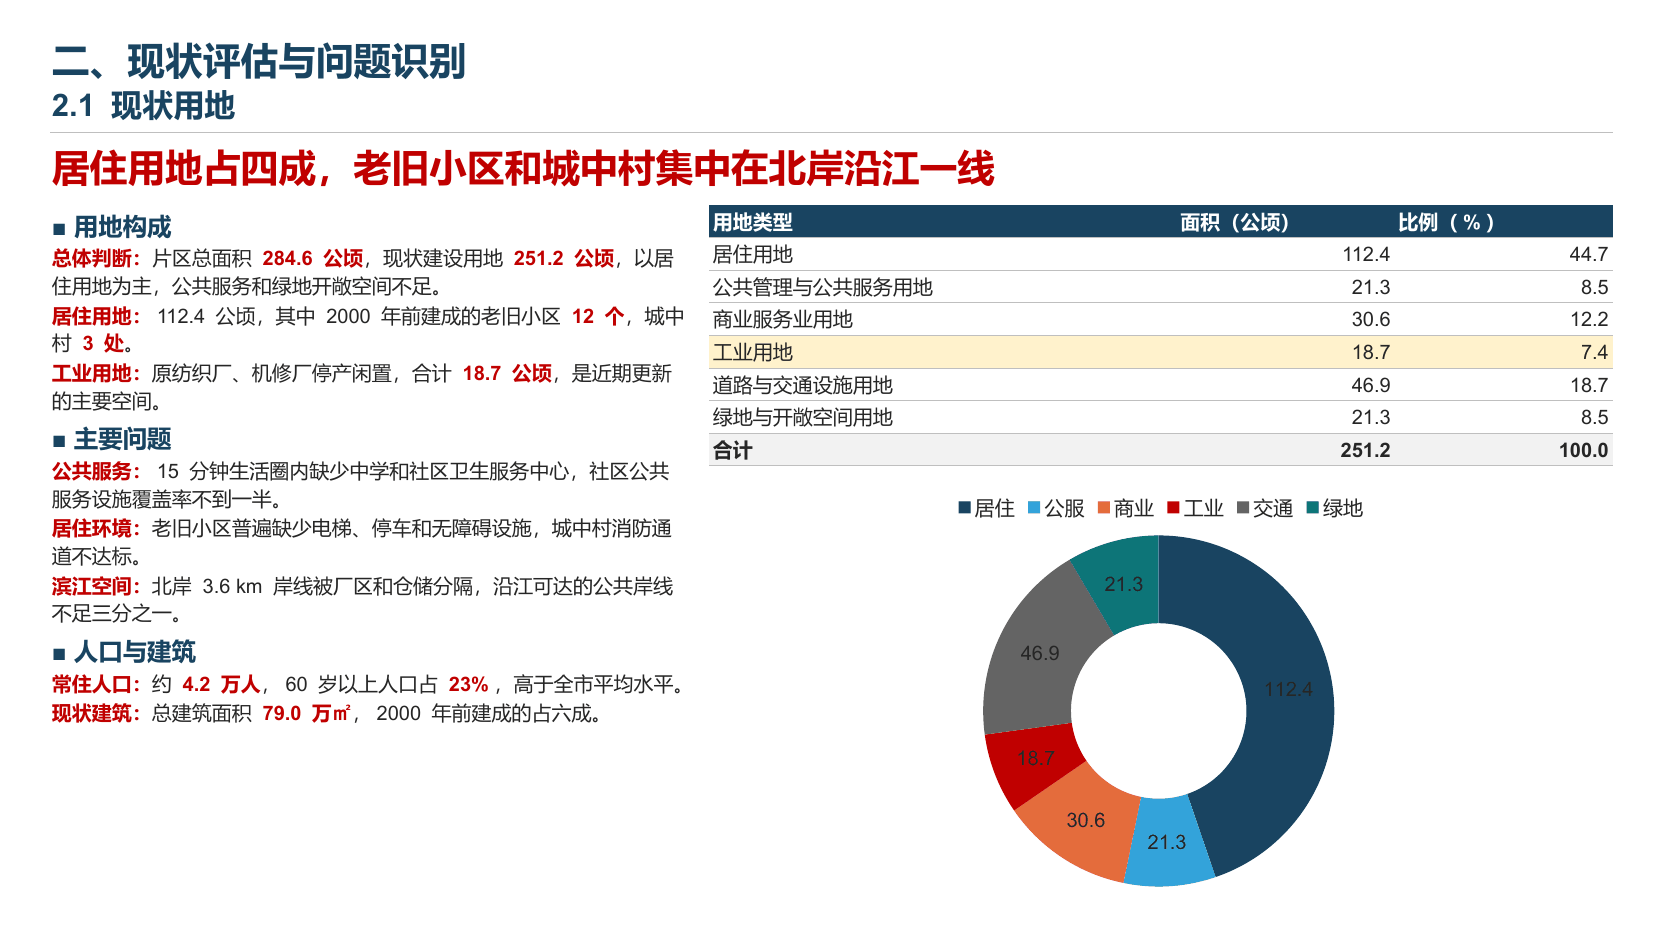 二、现状评估与问题识别
2.1 现状用地
居住用地占四成，老旧小区和城中村集中在北岸沿江一线
■ 用地构成
总体判断：片区总面积 284.6 公顷，现状建设用地 251.2 公顷，以居
住用地为主，公共服务和绿地开敞空间不足。
居住用地： 112.4 公顷，其中 2000 年前建成的老旧小区 12 个，城中
村 3 处。
工业用地：原纺织厂、机修厂停产闲置，合计 18.7 公顷，是近期更新
的主要空间。
■ 主要问题
公共服务： 15 分钟生活圈内缺少中学和社区卫生服务中心，社区公共
服务设施覆盖率不到一半。
居住环境：老旧小区普遍缺少电梯、停车和无障碍设施，城中村消防通
道不达标。
滨江空间：北岸 3.6 km 岸线被厂区和仓储分隔，沿江可达的公共岸线
不足三分之一。
■ 人口与建筑
常住人口：约 4.2 万人， 60 岁以上人口占 23% ，高于全市平均水平。
现状建筑：总建筑面积 79.0 万㎡， 2000 年前建成的占六成。
用地类型 面积（公顷） 比例（％）
居住用地 112.4 44.7
公共管理与公共服务用地 21.3 8.5
商业服务业用地 30.6 12.2
工业用地 18.7 7.4
道路与交通设施用地 46.9 18.7
绿地与开敞空间用地 21.3 8.5
合计 251.2 100.0
居住 公服 商业 工业 交通 绿地
21.3
46.9
112.4
18.7
30.6
21.3